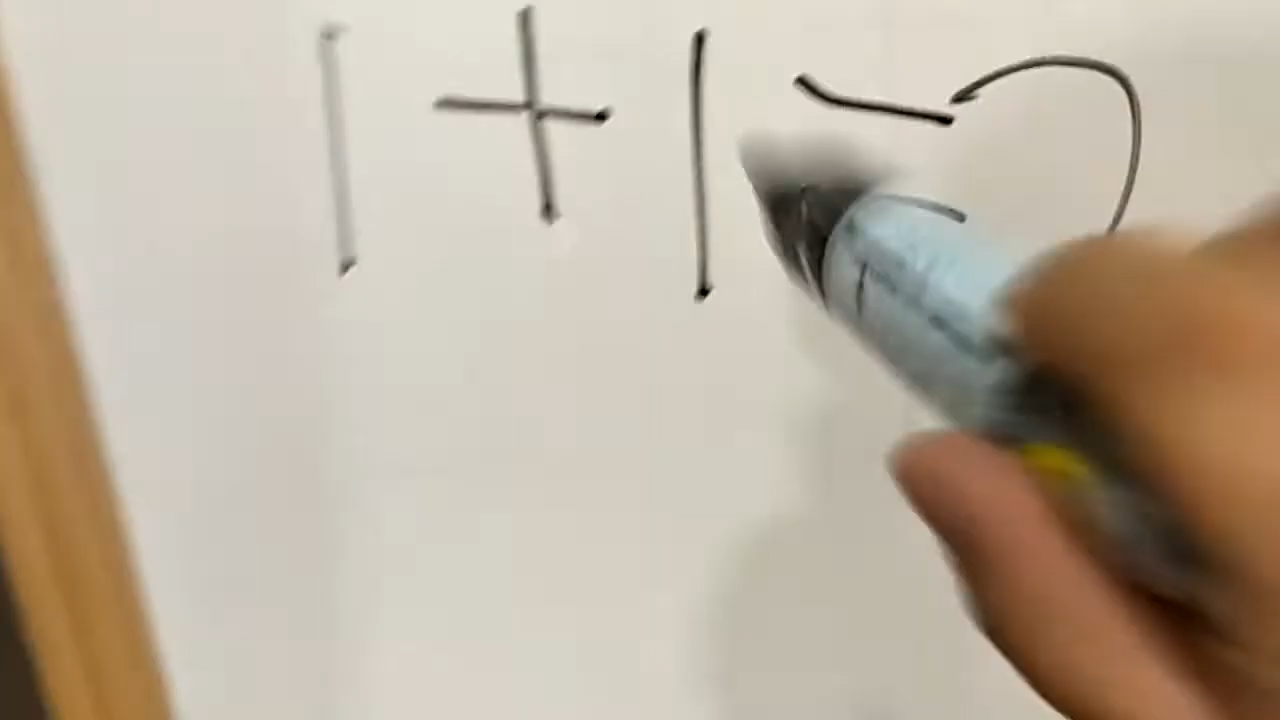 1 + 1 =